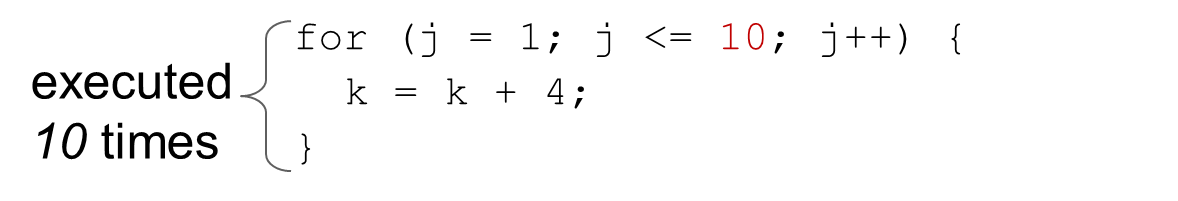 for (j = 1; j <= 10; j++) {
executed
k = k + 4;
10 times
}